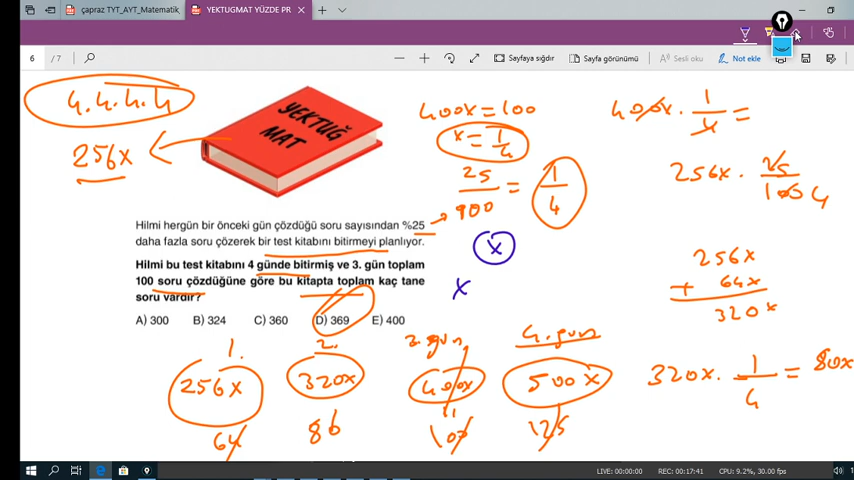 çapraz TYT_AYT_Matematik,
YEKTUGMAT YÜZDE PR
6 /7
Sayfaya sığdır
Sayfa görünümü
Sesli oku
Not ekle
4.4.4.4
256x
YEKTUĞ
MAT
400x = 100
x = 1/4
25/100 = 1/4
400x . 1/4 =
256x . 25/100 4
256x
+ 64x
320x
x
x
Hilmi hergün bir önceki gün çözdüğü soru sayısından %25
daha fazla soru çözerek bir test kitabını bitirmeyi planlıyor.
Hilmi bu test kitabını 4 günde bitirmiş ve 3. gün toplam
100 soru çözdüğüne göre bu kitapta toplam kaç tane
soru vardır?
A) 300 B) 324 C) 360 D) 369 E) 400
1. 2. 3.gün 4.gün
256x 320x 400x 500x
64 80 100 125
320x . 1/4 = 80x
LIVE: 00:00:00 REC: 00:17:41 CPU: 9.2%, 30.00 fps